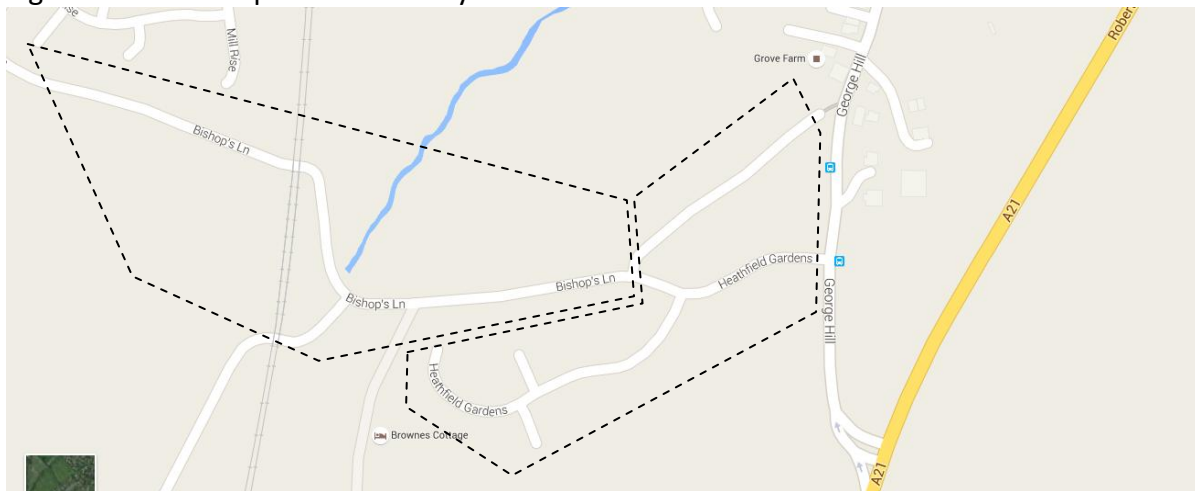 Mill Rise
Grove Farm
George Hill
Bishop's Ln
A21
Heathfield Gardens
Bishop's Ln
Bishop's Ln
George Hill
Heathfield Gardens
Brownes Cottage
A21